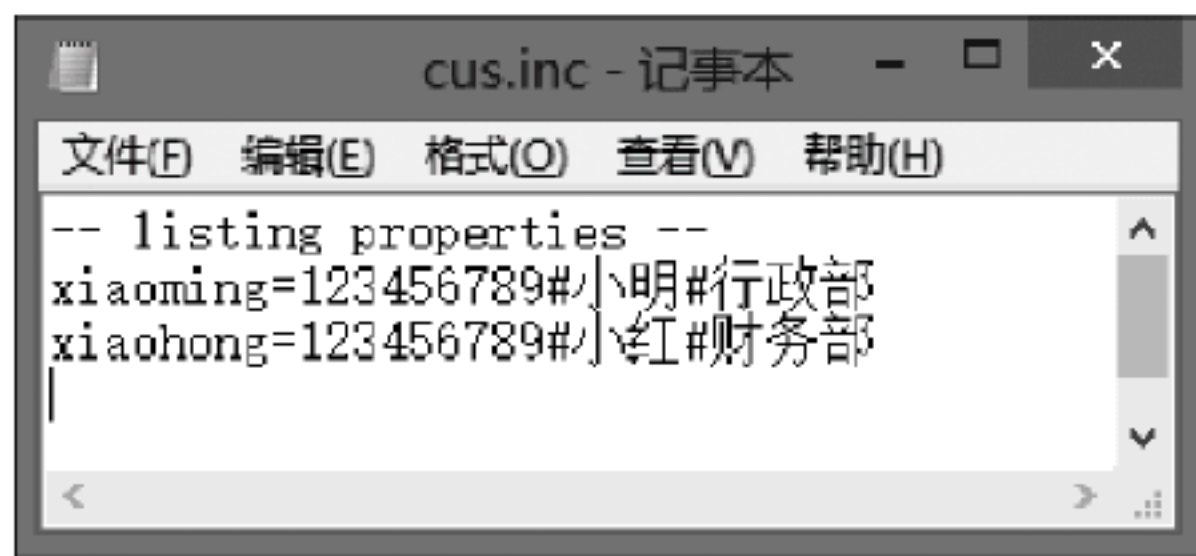 cus.inc - 记事本
文件(F) 编辑(E) 格式(O) 查看(V) 帮助(H)
-- listing properties --
xiaoming=123456789#小明#行政部
xiaohong=123456789#小红#财务部